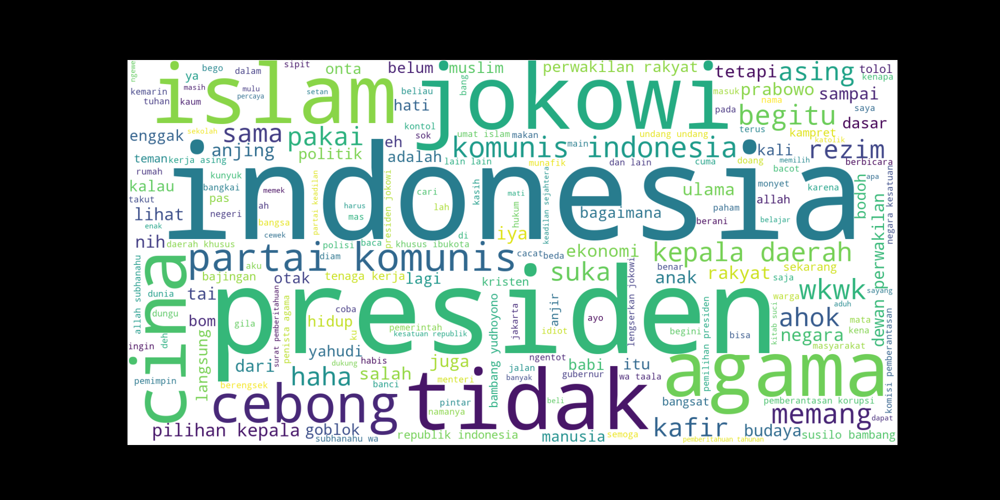 ngewe
bego
dalam
sipit
onta
belum
muslim
perwakilan rakyat
tetapi
asing
tolol
kenapa
ya
masih
mulu
percaya
kemarin
tuhan
kaum
islam
setan
beliau
hati
bang
jokowi
masuk
prabowo
nama
sampai
pada
begitu
saya
dasar
kontol
sok
enggak
sekolah
sama
pakai
eh
umat islam
makan
undang undang
terus
kampret
katolik
anjing
politik
adalah
komunis
main
indonesia
kali
rezim
teman
kerja asing
lain lain
munafik
dan lain
cuma
doang
memilih
berbicara
rumah
kunyuk
bacot
apa
kalau
bangkai
memek
partai keadilan
presiden jokowi
cari
kasih
mati
keadilan sejahtera
ulama
monyet
karena
bodoh
negara kesatuan
takut
pas
ah
harus
mas
lah
hukum
bagaimana
paham
allah
lihat
negeri
bangsa
berani
belajar
enak
cewek
indonesia
di
iya
nih
daerah khusus
polisi
baca
khusus ibukota
diam
cacat
beda
ekonomi
kepala daerah
dewan perwakilan
partai komunis
aku
bajingan
otak
tenaga kerja
lagi
kristen
suka
lengserkan jokowi
benar
anak
rakyat
sekarang
saja
allah subhanahu
cina
dunia
tai
wkwk
sayang
warga
aduh
dungu
bom
gila
surat pemberitahuan
penista agama
coba
hidup
ku
pemerintah
kesatuan republik
bambang yudhoyono
jakarta
anjir
idiot
ayo
presiden
begini
pemilihan presiden
bisa
kitab suci
ahok
negara
mata
kena
masyarakat
komisi pemberantasan
ingin
deh
langsung
yahudi
dukung
habis
dari
juga
ngentot
babi
itu
agama
pemimpin
haha
salah
menteri
jalan
banyak
gubernur
wa taala
berengsek
banci
cebong
tidak
pintar
namanya
beli
bangsat
pemberantasan korupsi
memang
dapat
pilihan kepala
goblok
subhanahu wa
republik indonesia
manusia
semoga
kafir
budaya
susilo bambang
pemberitahuan tahunan